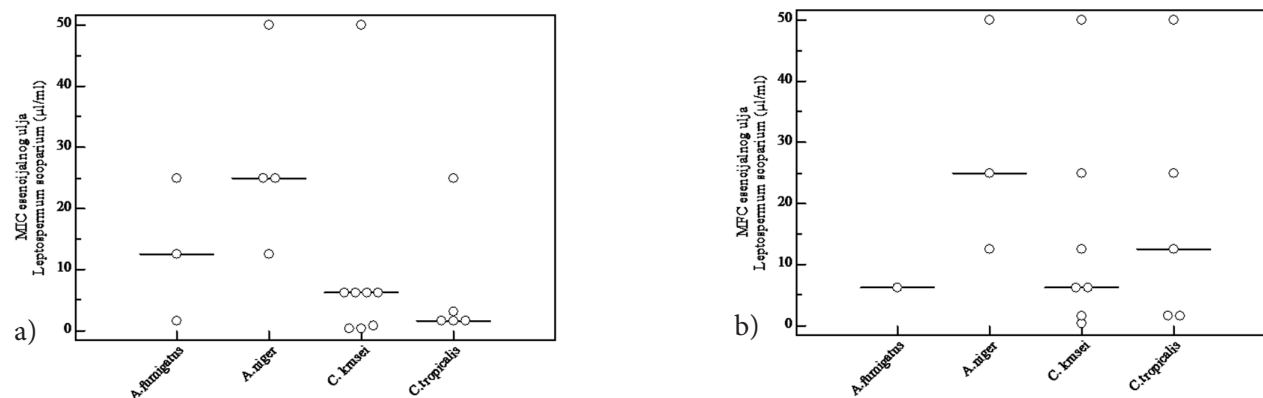 50
40
30
20
10
0
MIC esencijalnog ulja
Leptospermum scoparium (µl/ml)
A.fumigatus
A.niger
C. krusei
C.tropicalis
a)
50
40
30
20
10
0
MFC esencijalnog ulja
Leptospermum scoparium (µl/ml)
A.fumigatus
A.niger
C. krusei
C.tropicalis
b)